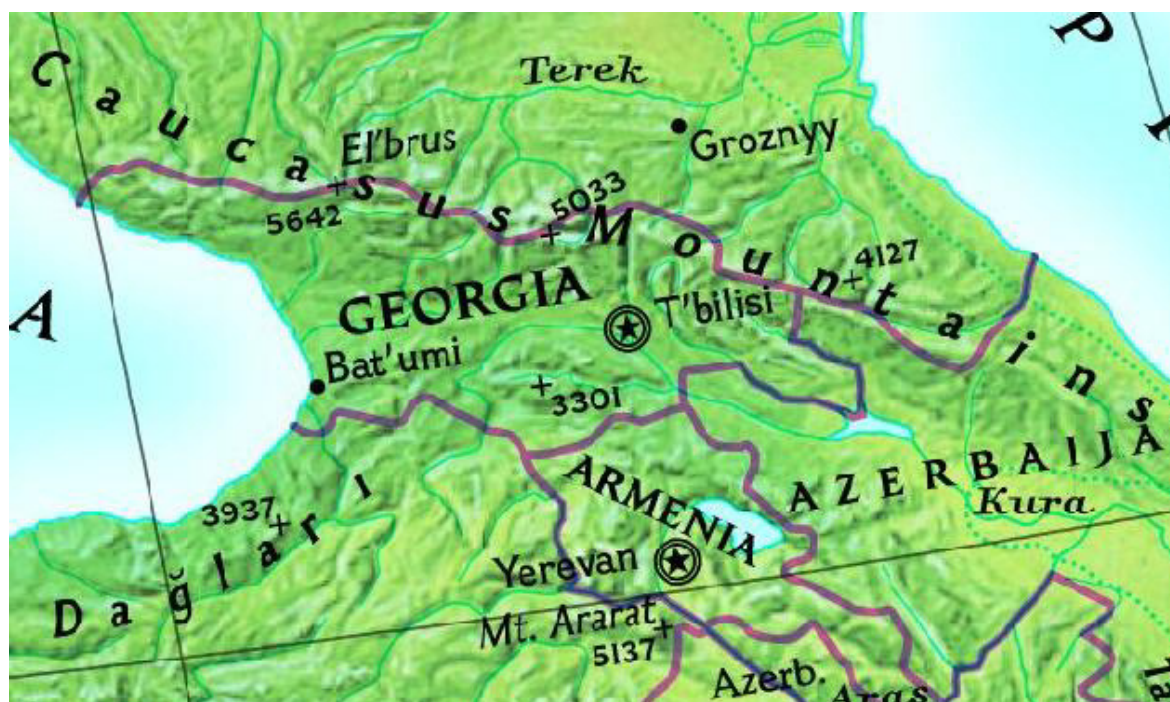 Caucasus Mountains
P
Terek
El'brus
Groznyy
5642
5033
4127
A
GEORGIA
T'bilisi
Bat'umi
3301
ARMENIA
AZERBAIJA
Kura
3937
Dağları
Yerevan
Mt. Ararat
5137
Azerb.
Aras